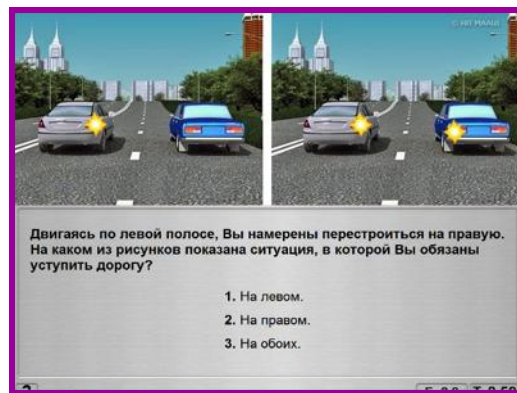 Двигаясь по левой полосе, Вы намерены перестроиться на правую.
На каком из рисунков показана ситуация, в которой Вы обязаны
уступить дорогу?
1. На левом.
2. На правом.
3. На обоих.